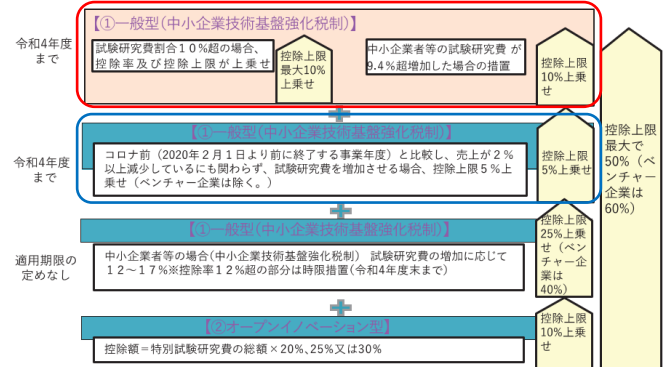 【①一般型(中小企業技術基盤強化税制)】
令和4年度
まで
試験研究費割合10%超の場合、
控除率及び控除上限が上乗せ
控除上限
最大10%
上乗せ
中小企業者等の試験研究費 が
9.4%超増加した場合の措置
控除上限
10%上乗
せ
【①一般型(中小企業技術基盤強化税制)】
令和4年度
まで
コロナ前(2020年2月1日より前に終了する事業年度)と比較し、売上が2%
以上減少しているにも関わらず、試験研究費を増加させる場合、控除上限5%上
乗せ(ベンチャー企業は除く。)
控除上限
5%上乗せ
控除上限
最大で
50%(ベ
ンチャー
企業は
60%)
【①一般型(中小企業技術基盤強化税制)】
適用期限の
定めなし
中小企業者等の場合(中小企業技術基盤強化税制) 試験研究費の増加に応じて
12~17%※控除率12%超の部分は時限措置(令和4年度末まで)
控除上限
25%上乗
せ(ベン
チャー企
業は
40%)
【②オープンイノベーション型】
控除額=特別試験研究費の総額×20%、25%又は30%
控除上限
10%上乗
せ